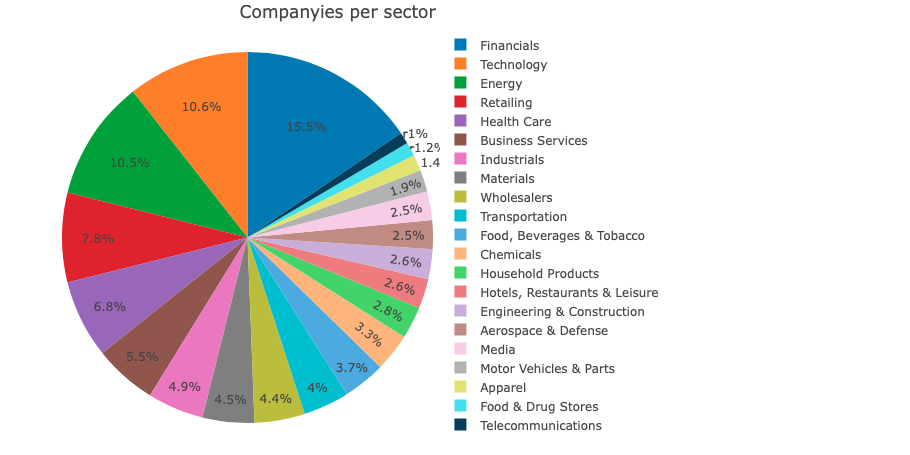 Companyies per sector
15.5%
10.6%
10.5%
7.8%
6.8%
5.5%
4.9%
4.5%
4.4%
4%
3.7%
3.3%
2.8%
2.6%
2.6%
2.5%
2.5%
1.9%
1.4
1.2%
1%
Financials
Technology
Energy
Retailing
Health Care
Business Services
Industrials
Materials
Wholesalers
Transportation
Food, Beverages & Tobacco
Chemicals
Household Products
Hotels, Restaurants & Leisure
Engineering & Construction
Aerospace & Defense
Media
Motor Vehicles & Parts
Apparel
Food & Drug Stores
Telecommunications